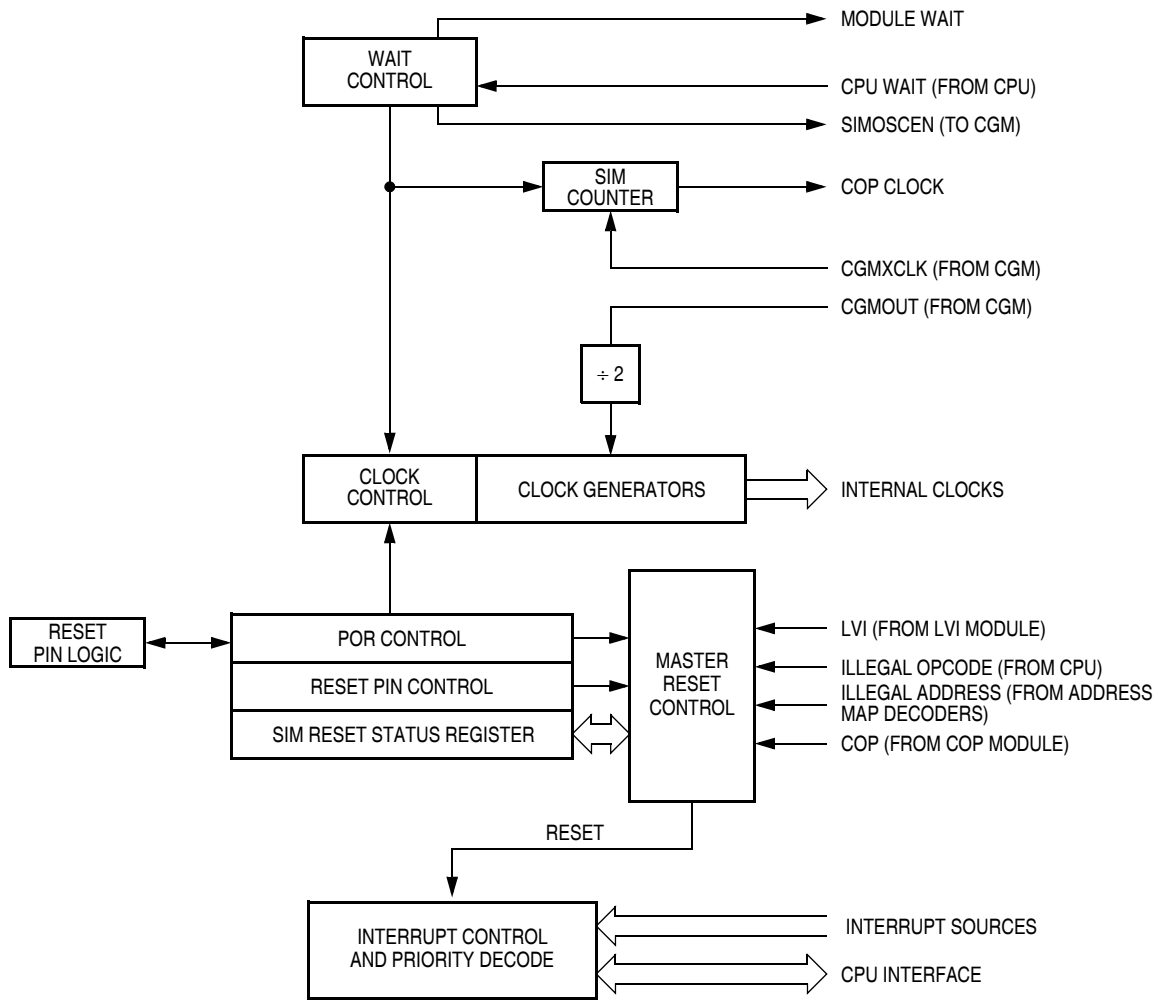 MODULE WAIT
WAIT
CONTROL
CPU WAIT (FROM CPU)
SIMOSCEN (TO CGM)
SIM
COUNTER
COP CLOCK
CGMXCLK (FROM CGM)
CGMOUT (FROM CGM)
÷ 2
CLOCK
CONTROL
CLOCK GENERATORS
INTERNAL CLOCKS
RESET
PIN LOGIC
POR CONTROL
RESET PIN CONTROL
SIM RESET STATUS REGISTER
MASTER
RESET
CONTROL
LVI (FROM LVI MODULE)
ILLEGAL OPCODE (FROM CPU)
ILLEGAL ADDRESS (FROM ADDRESS
MAP DECODERS)
COP (FROM COP MODULE)
RESET
INTERRUPT CONTROL
AND PRIORITY DECODE
INTERRUPT SOURCES
CPU INTERFACE